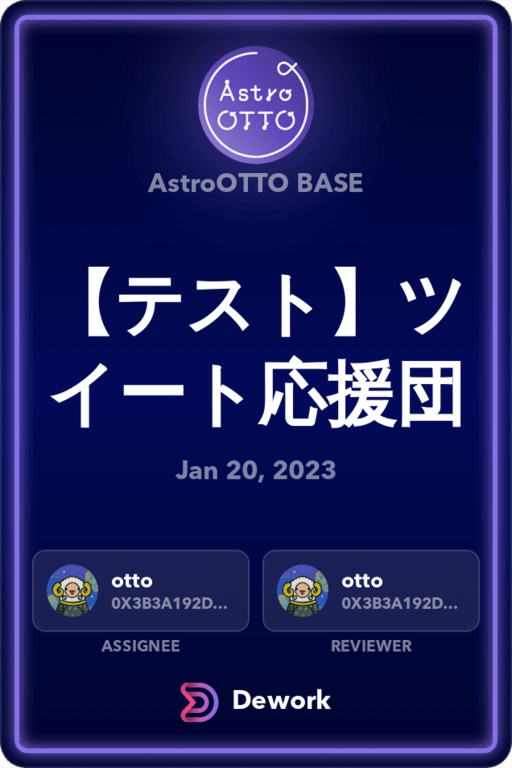 Astro
OTTO
AstroOTTO BASE
【テスト】ツ
イート応援団
Jan 20, 2023
otto
0X3B3A192D...
ASSIGNEE
otto
0X3B3A192D...
REVIEWER
Dework